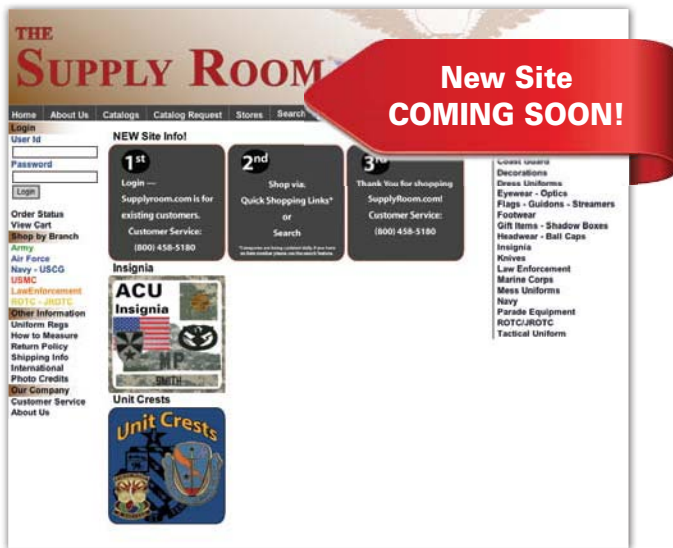 THE
SUPPLY ROOM
New Site
COMING SOON!
Home About Us Catalogs Catalog Request Stores Search
Login
User Id
Password
Login
Order Status
View Cart
Shop by Branch
Army
Air Force
Navy - USCG
USMC
LawEnforcement
ROTC - JROTC
Other Information
Uniform Regs
How to Measure
Return Policy
Shipping Info
International
Photo Credits
Our Company
Customer Service
About Us
NEW Site Info!
1st
Login —
Supplyroom.com is for
existing customers.
Customer Service:
(800) 458-5180
2nd
Shop via:
Quick Shopping Links*
or
Search
3rd
Thank You for shopping
SupplyRoom.com!
Customer Service:
(800) 458-5180
Insignia
ACU
Insignia
MP
SMITH
Unit Crests
Unit Crests
Coast Guard
Decorations
Dress Uniforms
Eyewear - Optics
Flags - Guidons - Streamers
Footwear
Gift Items - Shadow Boxes
Headwear - Ball Caps
Insignia
Knives
Law Enforcement
Marine Corps
Mess Uniforms
Navy
Parade Equipment
ROTC/JROTC
Tactical Uniform